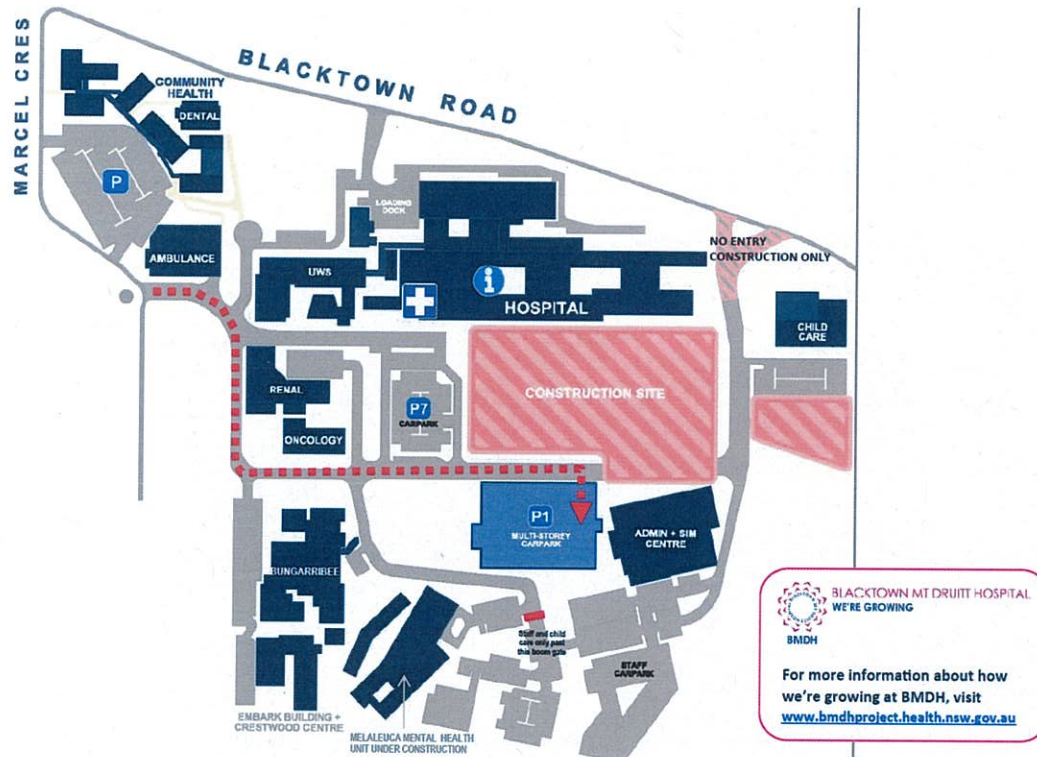 MARCEL CRES
BLACKTOWN ROAD
COMMUNITY
HEALTH
DENTAL
P
LOADING
DOCK
AMBULANCE
UWS
i
HOSPITAL
NO ENTRY
CONSTRUCTION ONLY
CHILD
CARE
RENAL
P7
CARPARK
CONSTRUCTION SITE
ONCOLOGY
P1
MULTI-STOREY
CARPARK
ADMIN + SIM
CENTRE
BUNGARRIBEE
Staff and child
care only past
this boom gate
STAFF
CARPARK
EMBARK BUILDING +
CRESTWOOD CENTRE
MELALEUCA MENTAL HEALTH
UNIT UNDER CONSTRUCTION
BLACKTOWN MT DRUITT HOSPITAL
WE'RE GROWING
BMDH
For more information about how
we're growing at BMDH, visit
www.bmdhproject.health.nsw.gov.au